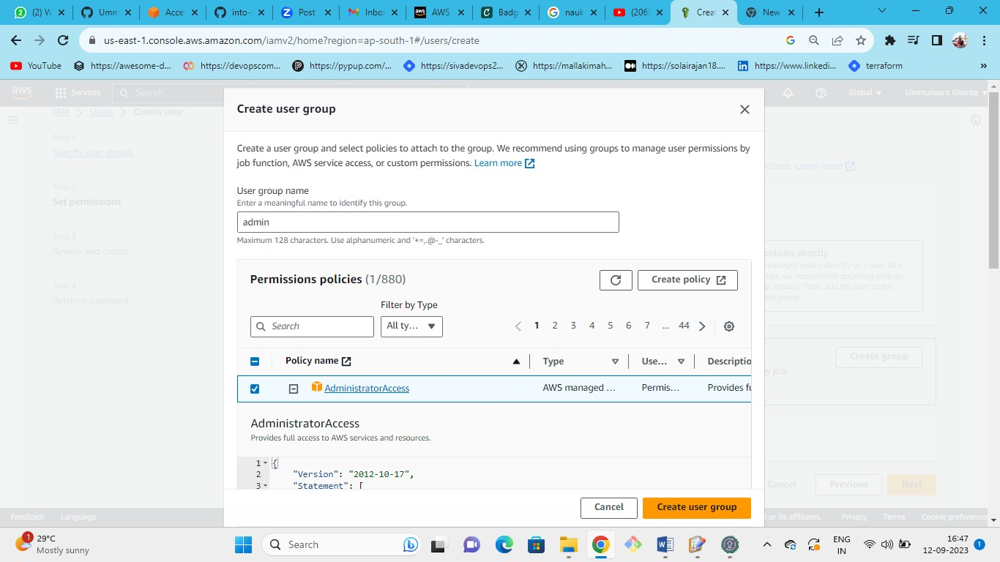 (2) W
Umm
Acce
into-
Post
Inbo
AWS
Badg
nauk
(206)
Crea
New
us-east-1.console.aws.amazon.com/iamv2/home?region=ap-south-1#/users/create
YouTube
https://awesome-d...
https://devopscom...
https://pypup.com/...
https://sivadevops2...
https://mallakimah...
https://solairajan18....
https://www.linkedi...
terraform
»
aws
Services
Search
Global
Ummulwara Ghante
IAM > Users > Create user
Step 1
Specify user details
Step 2
Set permissions
Step 3
Review and create
Step 4
Retrieve password
Create user group
Create a user group and select policies to attach to the group. We recommend using groups to manage user permissions by
job function, AWS service access, or custom permissions. Learn more
User group name
Enter a meaningful name to identify this group.
admin
Maximum 128 characters. Use alphanumeric and '+=,.@-_' characters.
Permissions policies (1/880)
Create policy
Filter by Type
Search
All ty...
1 2 3 4 5 6 7 ... 44
Policy name
Type
Use...
Descriptio
AdministratorAccess
AWS managed ...
Permis...
Provides fu
AdministratorAccess
Provides full access to AWS services and resources.
1 {
2 "Version": "2012-10-17",
3 "Statement": [
Cancel
Create user group
ctions. Learn more
policies directly
managed policy directly to a user. As a
ctice, we recommend attaching policies
p instead. Then, add the user to the
ate group.
Create group
by job
Cancel
Previous
Next
Feedback
Language
d or its affiliates.
Privacy
Terms
Cookie preferences
1
29°C
Mostly sunny
Search
ENG
IN
16:47
12-09-2023
1